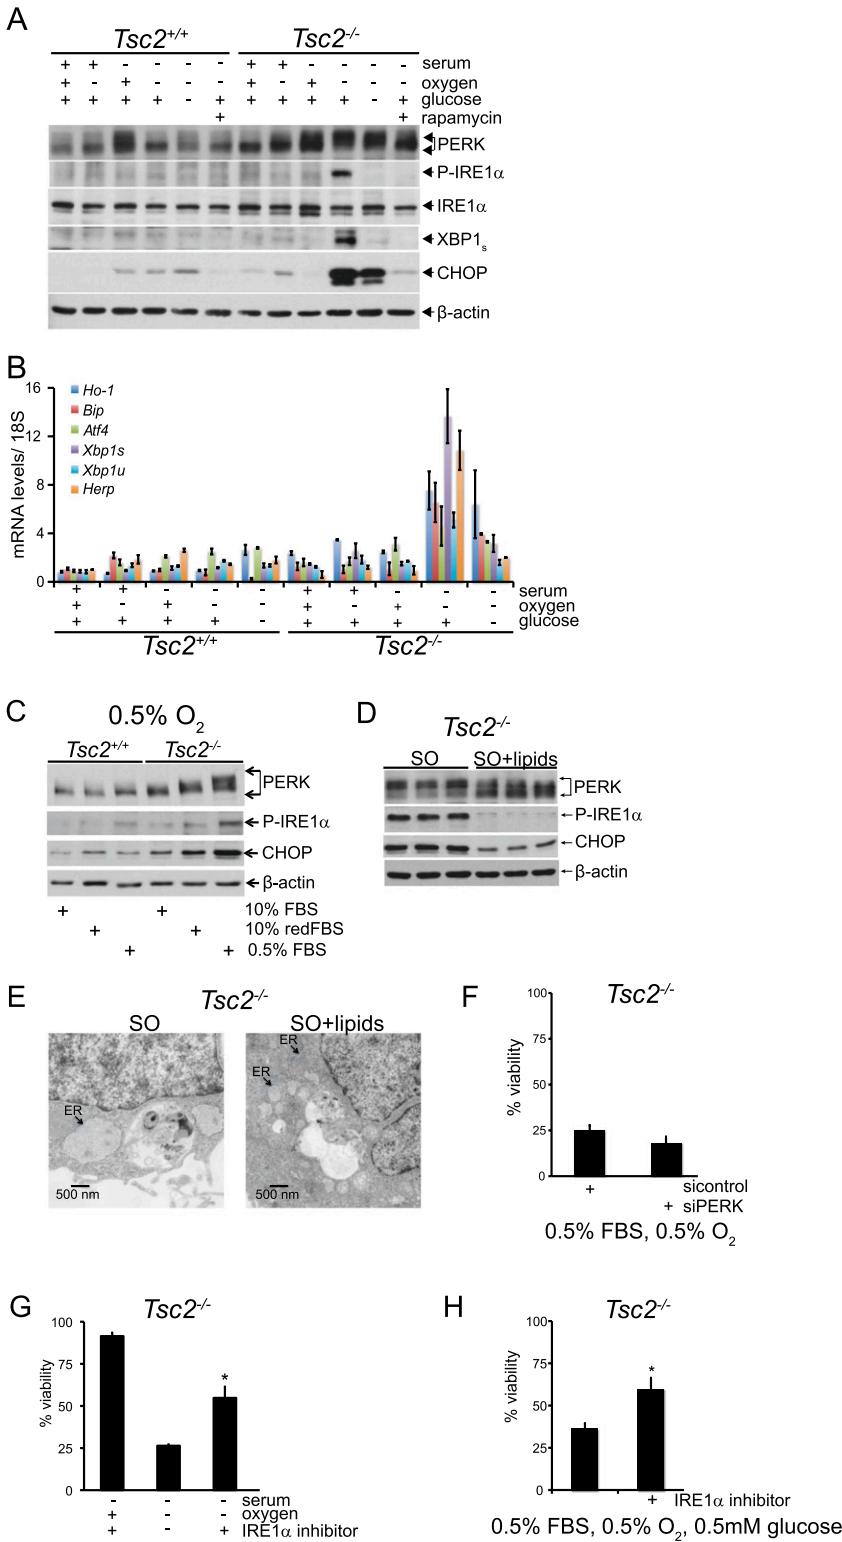 A
Tsc2+/+ Tsc2-/-
+ + - - - - + + - - - - serum
+ - + - - - + - + - - - oxygen
+ + + + - + + + + + - + glucose
+ + rapamycin
PERK
P-IRE1α
IRE1α
XBP1s
CHOP
β-actin
B
mRNA levels/ 18S
16
12
8
4
0
Ho-1
Bip
Atf4
Xbp1s
Xbp1u
Herp
+ + - - - + + - - - serum
+ - + - - + - + - - oxygen
+ + + + - + + + + - glucose
Tsc2+/+ Tsc2-/-
C
0.5% O2
Tsc2+/+ Tsc2-/-
PERK
P-IRE1α
CHOP
β-actin
+ + 10% FBS
+ + 10% redFBS
+ + 0.5% FBS
D
Tsc2-/-
SO SO+lipids
PERK
P-IRE1α
CHOP
β-actin
E
Tsc2-/-
SO SO+lipids
ER
ER
ER
500 nm 500 nm
F
Tsc2-/-
% viability
100
75
50
25
0
+ sicontrol
+ siPERK
0.5% FBS, 0.5% O2
G
Tsc2-/-
% viability
100
75
50
25
0
*
- - - serum
+ - - oxygen
+ - + IRE1α inhibitor
H
Tsc2-/-
% viability
100
75
50
25
0
*
+ IRE1α inhibitor
0.5% FBS, 0.5% O2, 0.5mM glucose